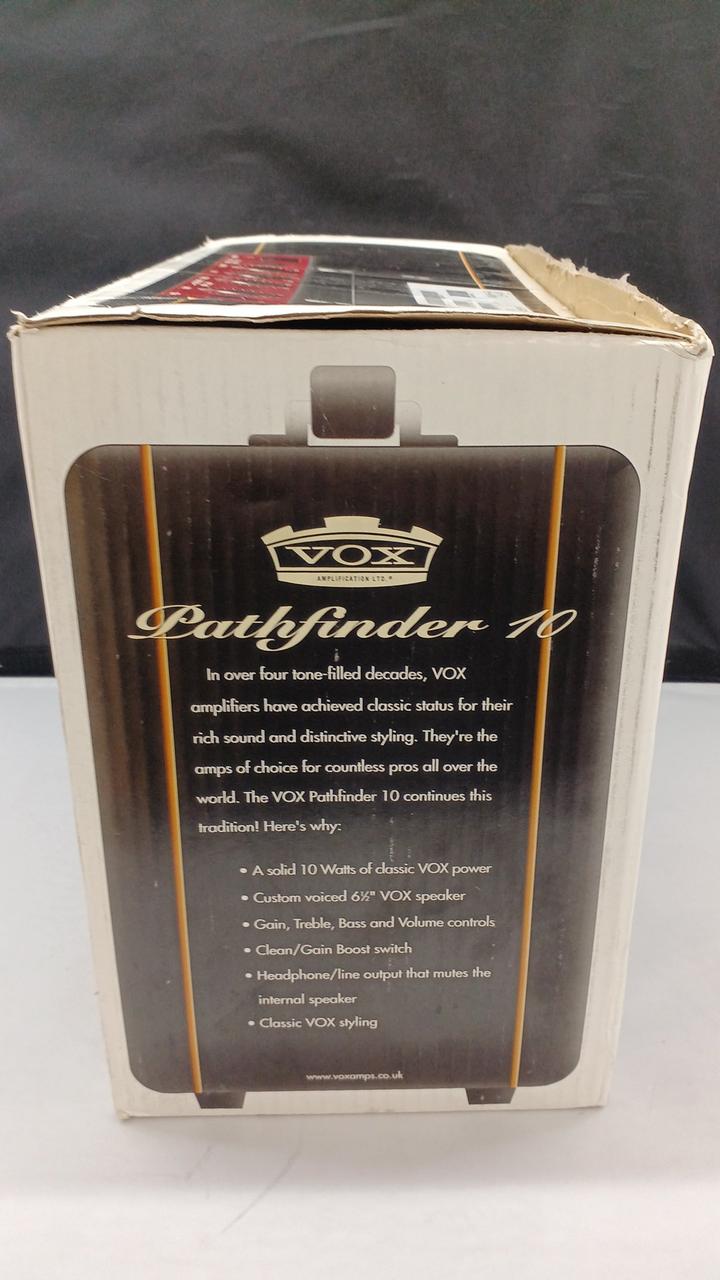 VOX
AMPLIFICATION LTD.®
Pathfinder 10
In over four tone-filled decades, VOX
amplifiers have achieved classic status for their
rich sound and distinctive styling. They're the
amps of choice for countless pros all over the
world. The VOX Pathfinder 10 continues this
tradition! Here's why:
• A solid 10 Watts of classic VOX power
• Custom voiced 6½" VOX speaker
• Gain, Treble, Bass and Volume controls
• Clean/Gain Boost switch
• Headphone/line output that mutes the
internal speaker
• Classic VOX styling
www.voxamps.co.uk